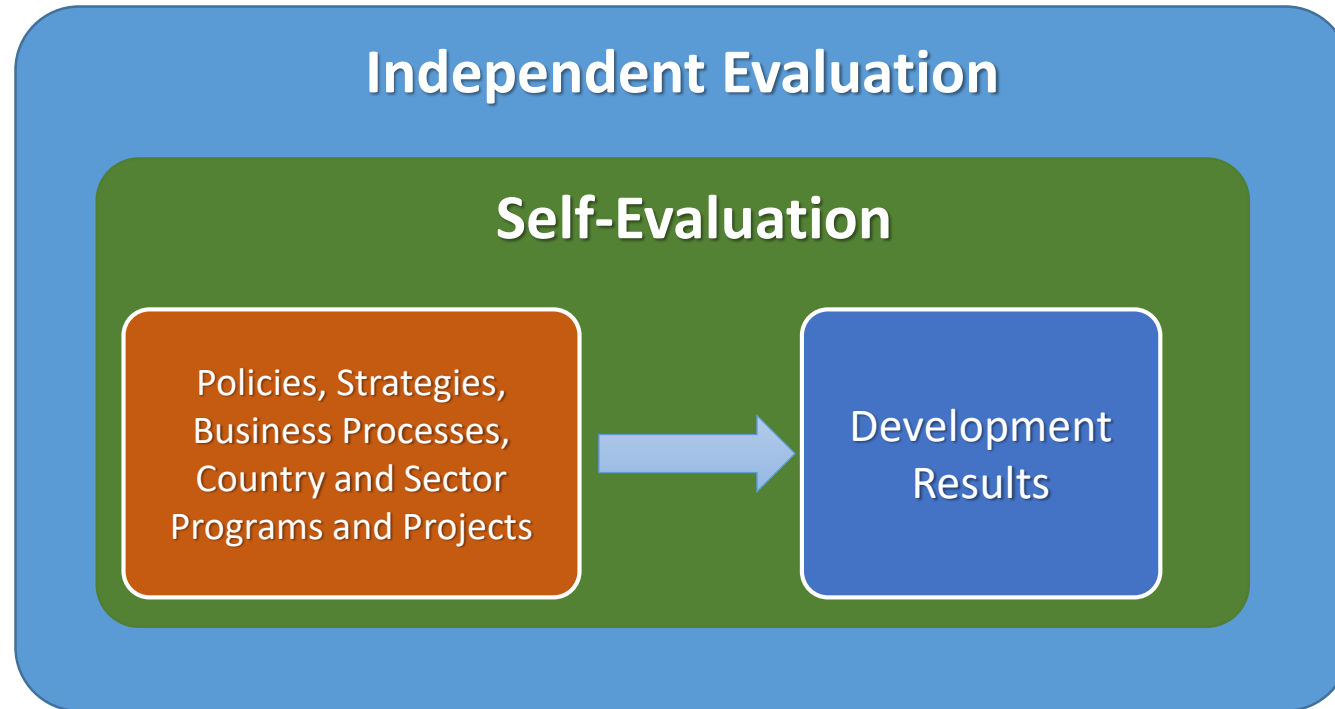 Independent Evaluation
Self-Evaluation
Policies, Strategies,
Business Processes,
Country and Sector
Programs and Projects
Development
Results